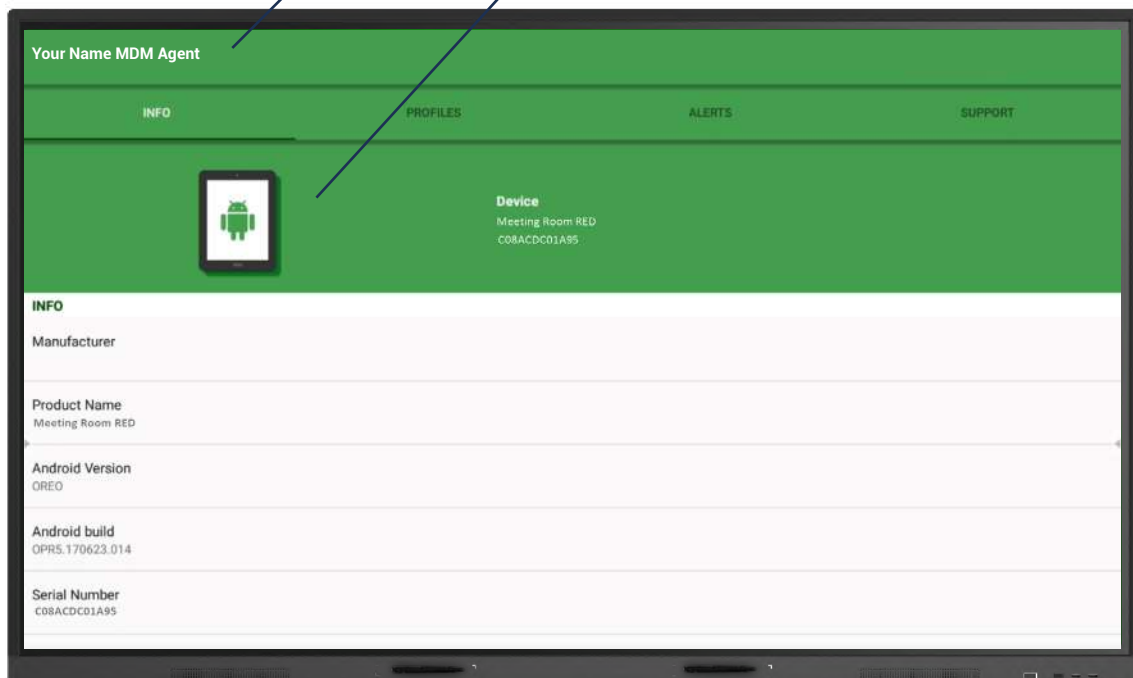 Your Name MDM Agent
INFO PROFILES ALERTS SUPPORT
Device
Meeting Room RED
C08ACDC01A95
INFO
Manufacturer
Product Name
Meeting Room RED
Android Version
OREO
Android build
OPR5.170623.014
Serial Number
C08ACDC01A95